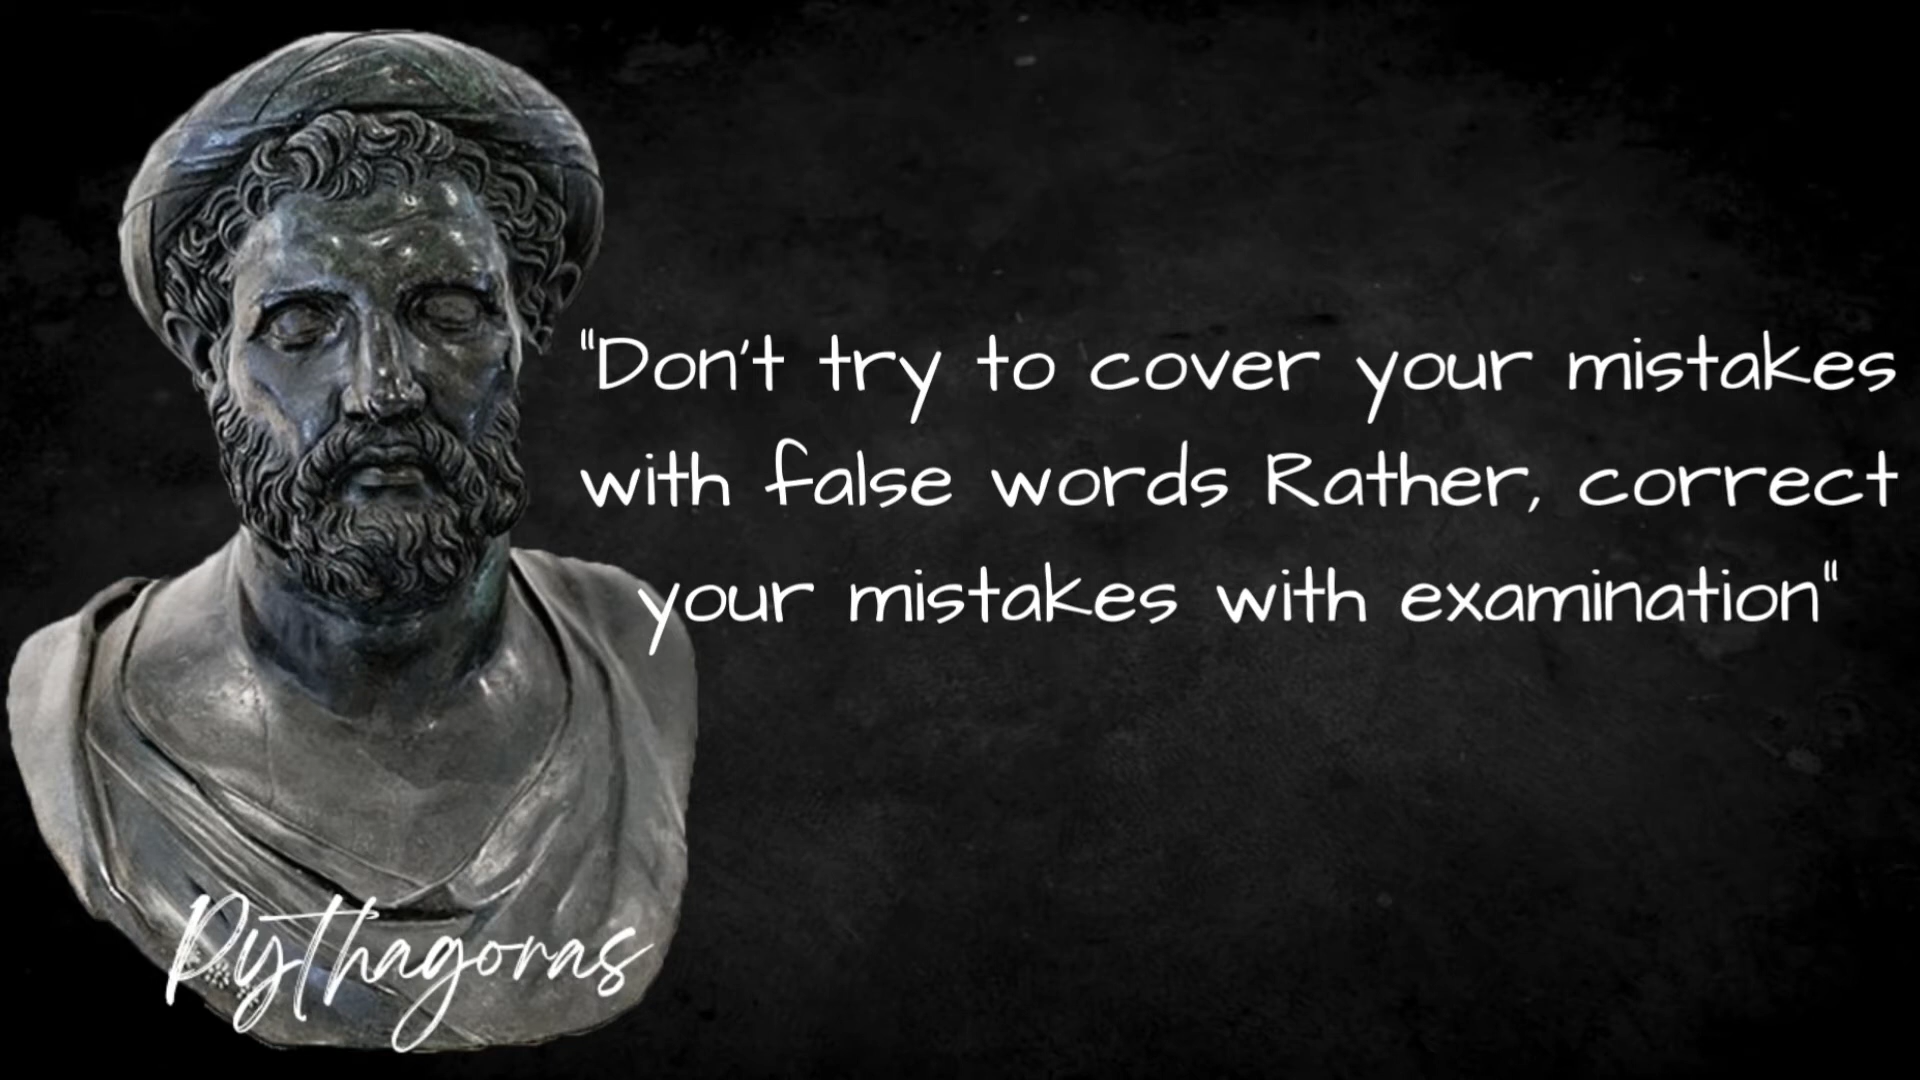 "Don't try to cover your mistakes
with false words Rather, correct
your mistakes with examination"
Pythagoras